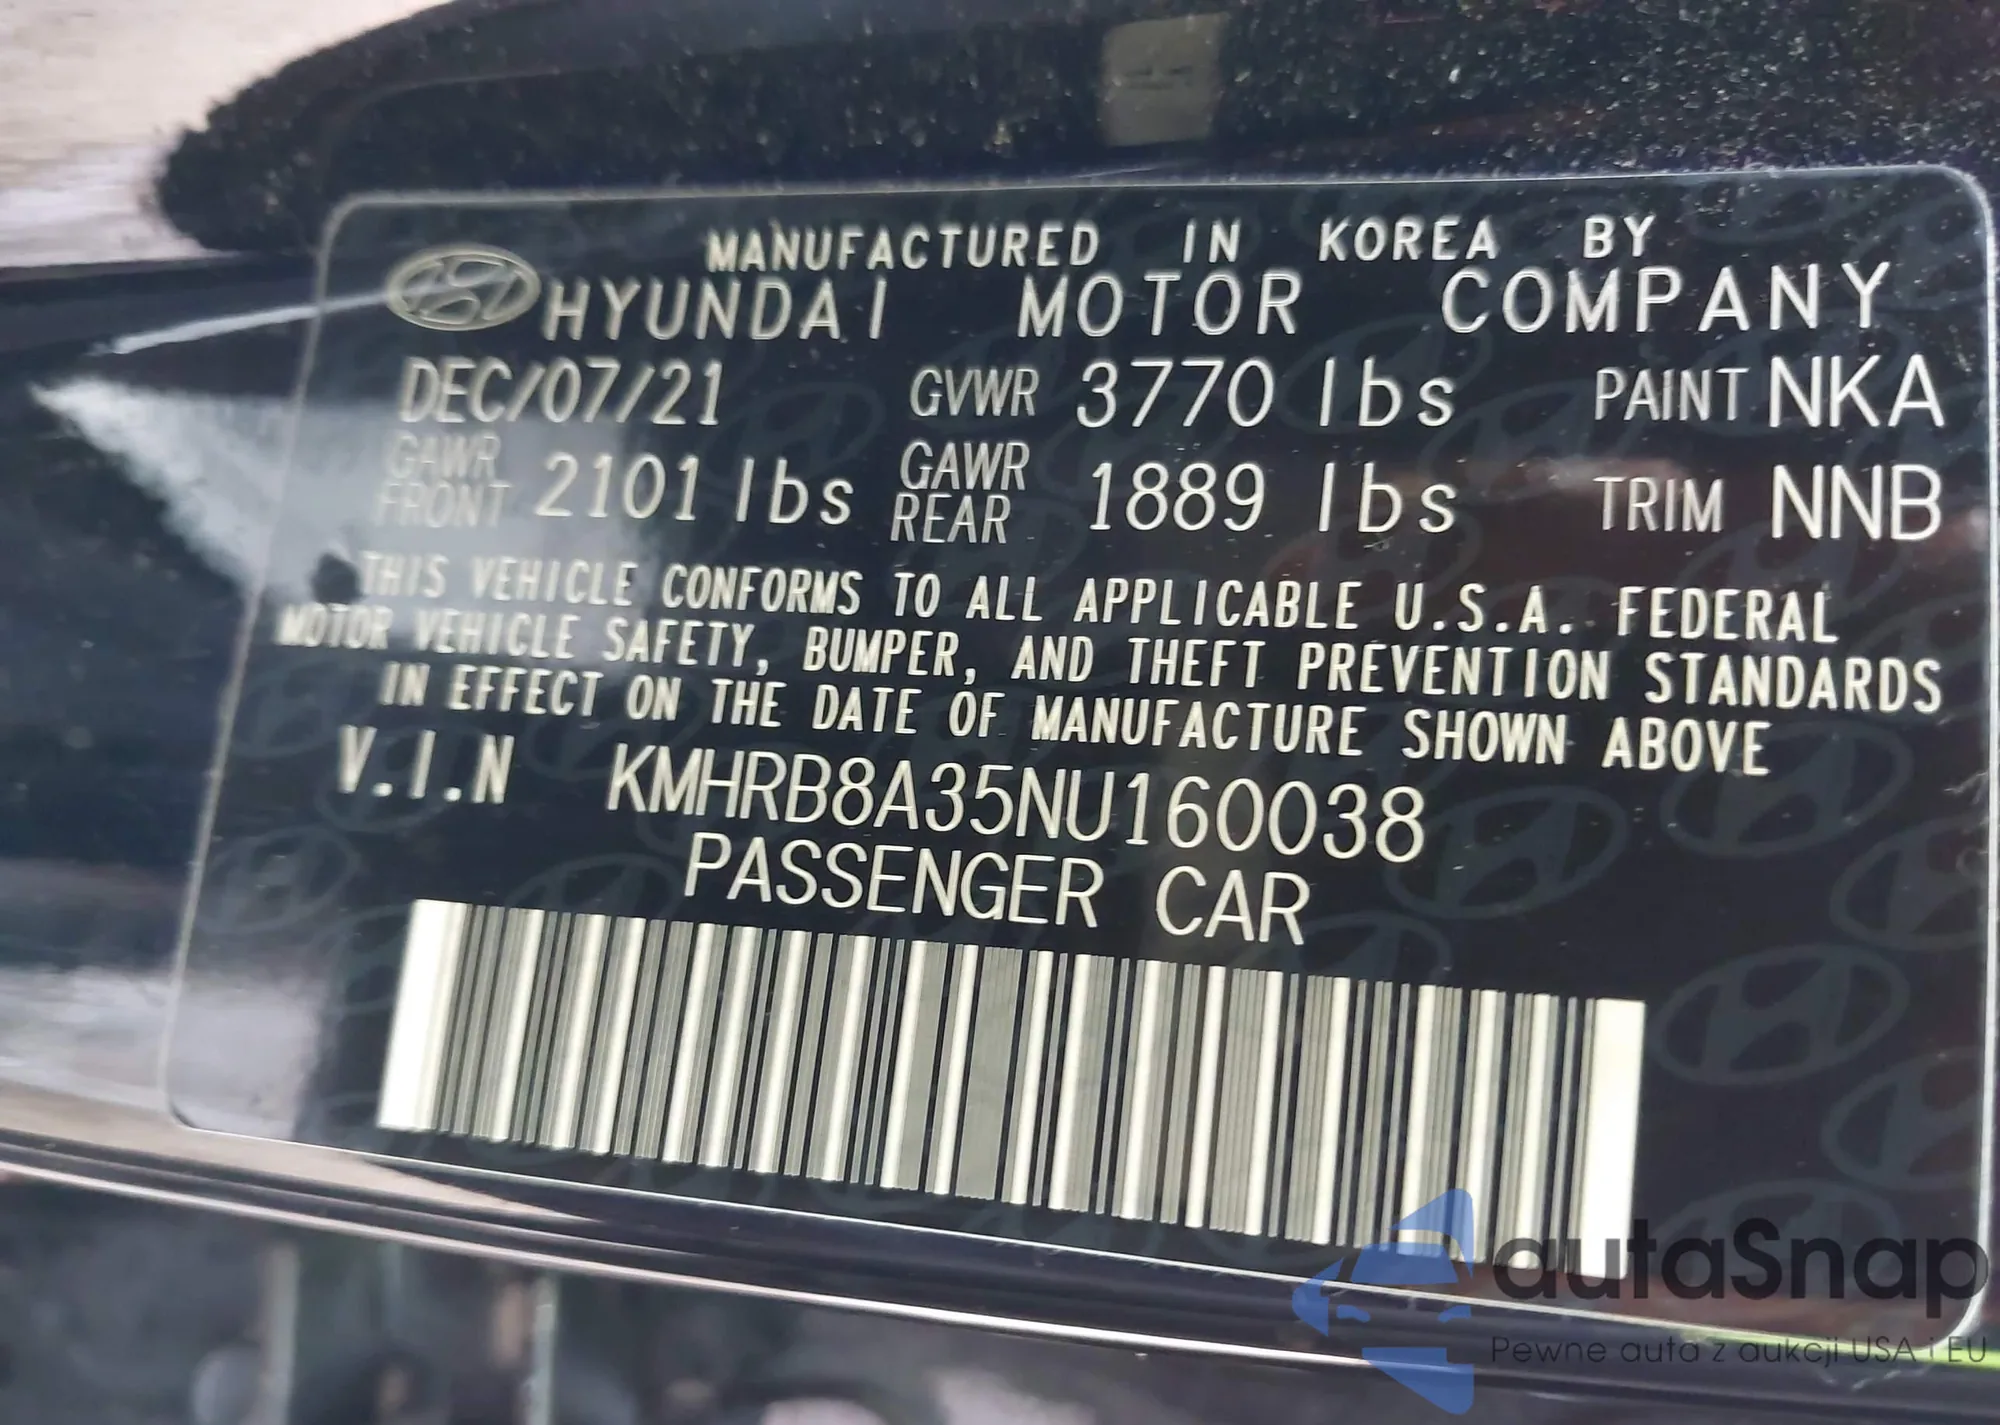 MANUFACTURED IN KOREA BY
HYUNDAI MOTOR COMPANY
DEC/07/21 GVWR 3770 lbs PAINT NKA
GAWR FRONT 2101 lbs GAWR REAR 1889 lbs TRIM NNB
THIS VEHICLE CONFORMS TO ALL APPLICABLE U.S.A. FEDERAL
MOTOR VEHICLE SAFETY, BUMPER, AND THEFT PREVENTION STANDARDS
IN EFFECT ON THE DATE OF MANUFACTURE SHOWN ABOVE
V.I.N KMHRB8A35NU160038
PASSENGER CAR
autaSnap
Pewne auta z aukcji USA i EU